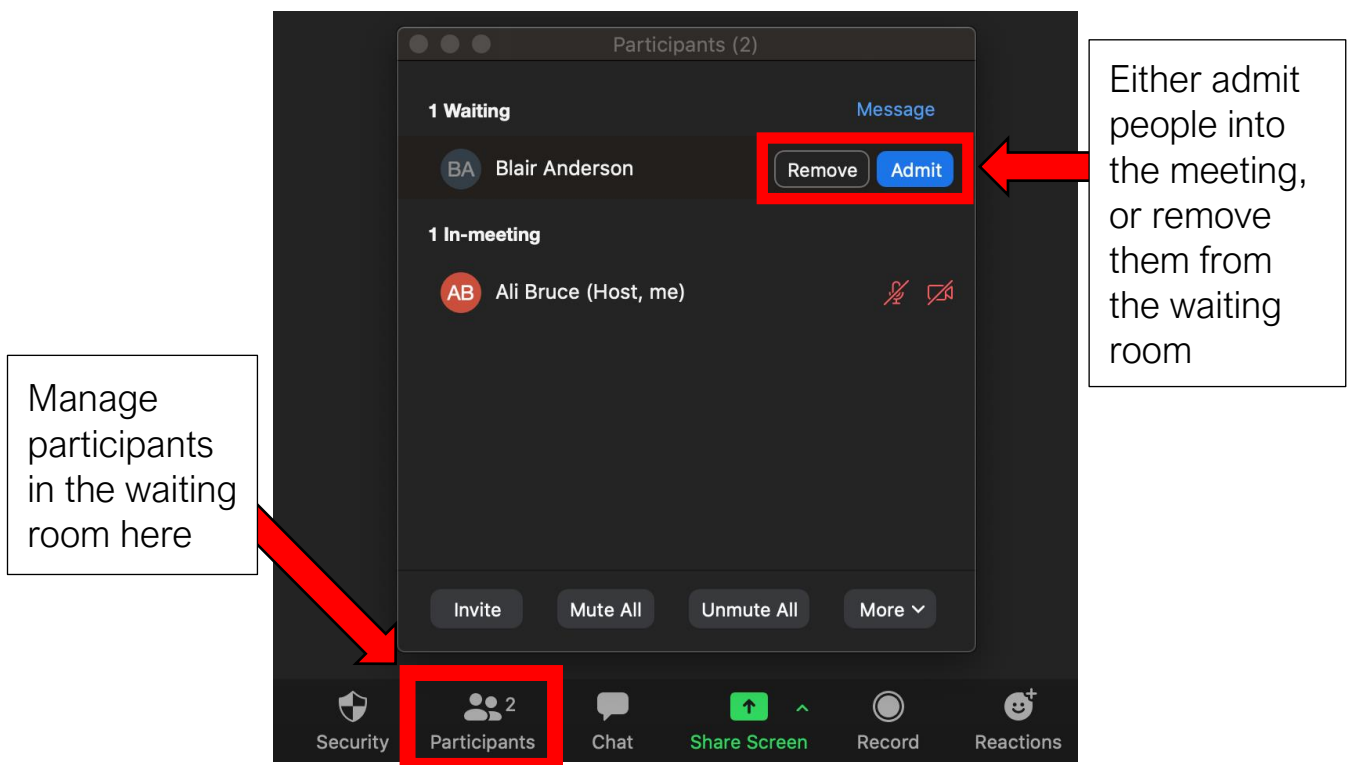 Participants (2)
1 Waiting
Message
BA
Blair Anderson
Remove
Admit
1 In-meeting
AB
Ali Bruce (Host, me)
Either admit
people into
the meeting,
or remove
them from
the waiting
room
Manage
participants
in the waiting
room here
Invite
Mute All
Unmute All
More
2
Security
Participants
Chat
Share Screen
Record
Reactions